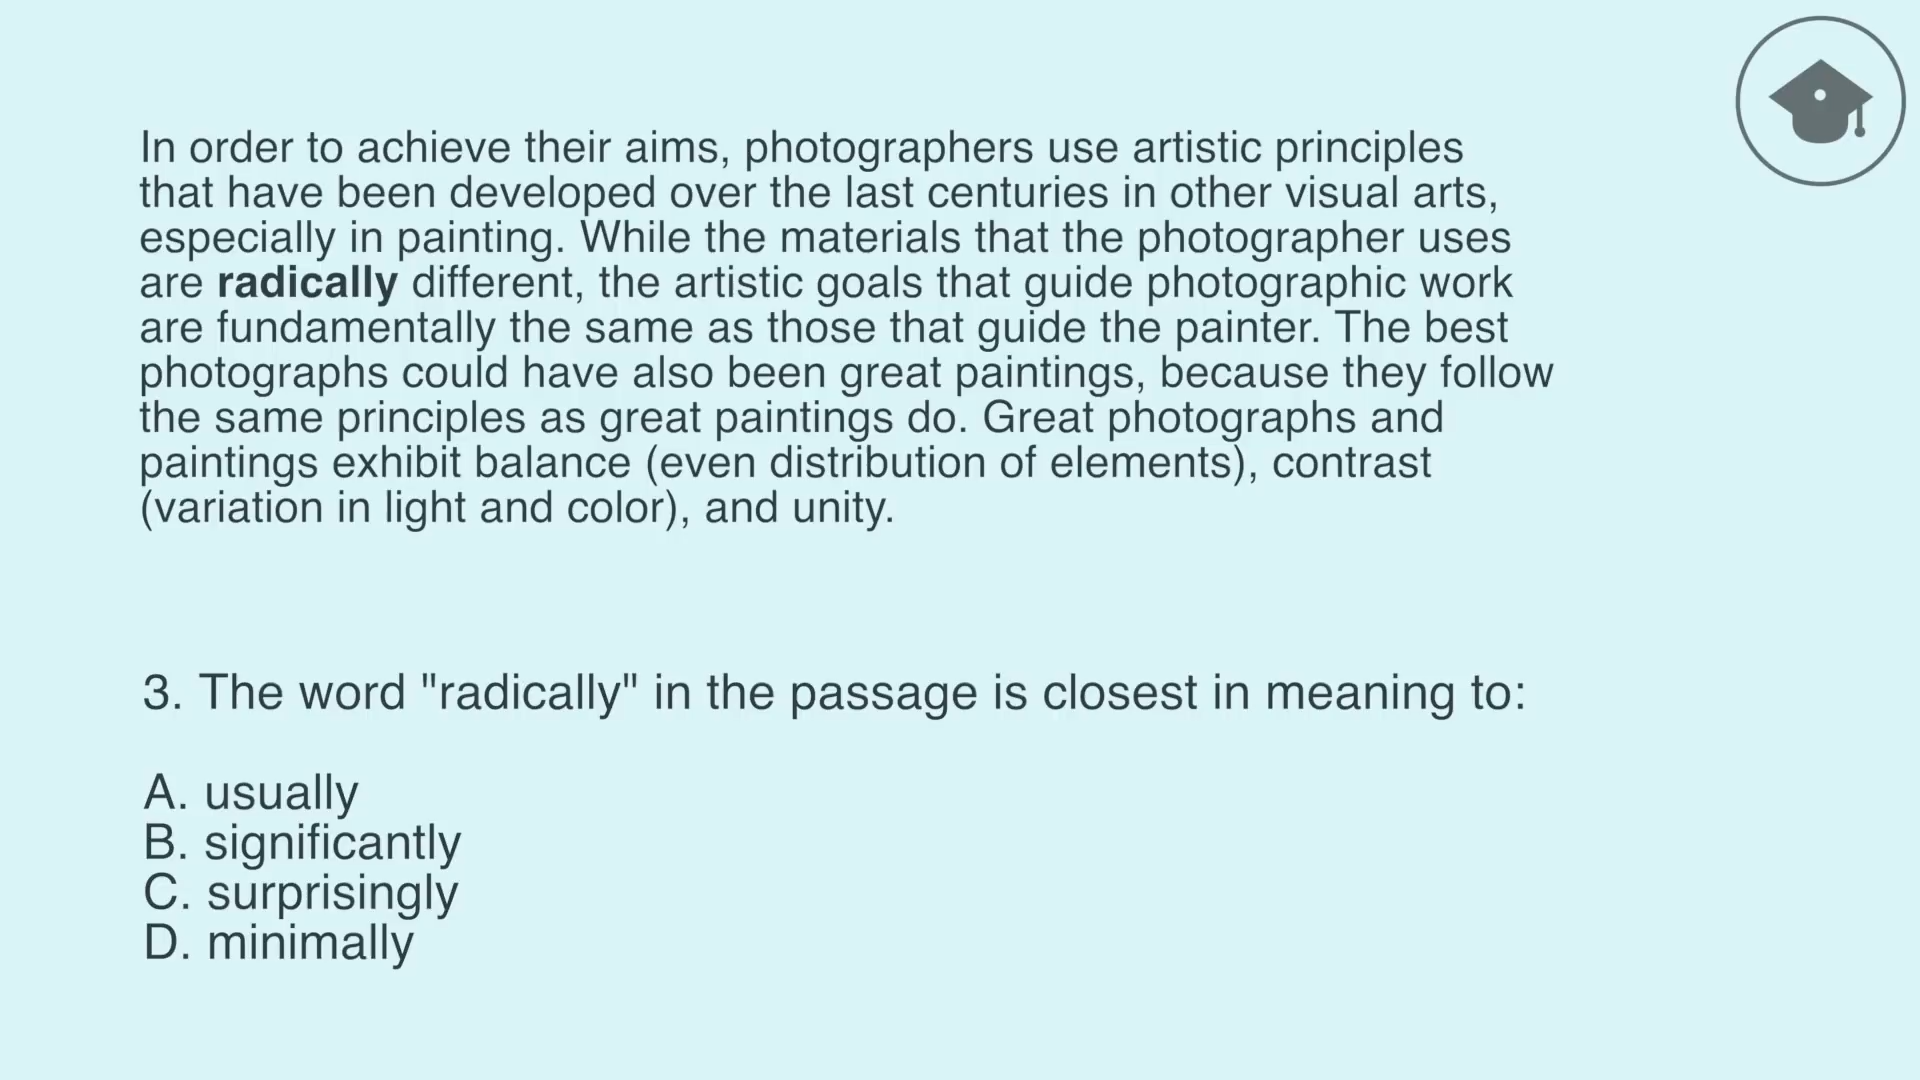 In order to achieve their aims, photographers use artistic principles
that have been developed over the last centuries in other visual arts,
especially in painting. While the materials that the photographer uses
are radically different, the artistic goals that guide photographic work
are fundamentally the same as those that guide the painter. The best
photographs could have also been great paintings, because they follow
the same principles as great paintings do. Great photographs and
paintings exhibit balance (even distribution of elements), contrast
(variation in light and color), and unity.
3. The word "radically" in the passage is closest in meaning to:
A. usually
B. significantly
C. surprisingly
D. minimally